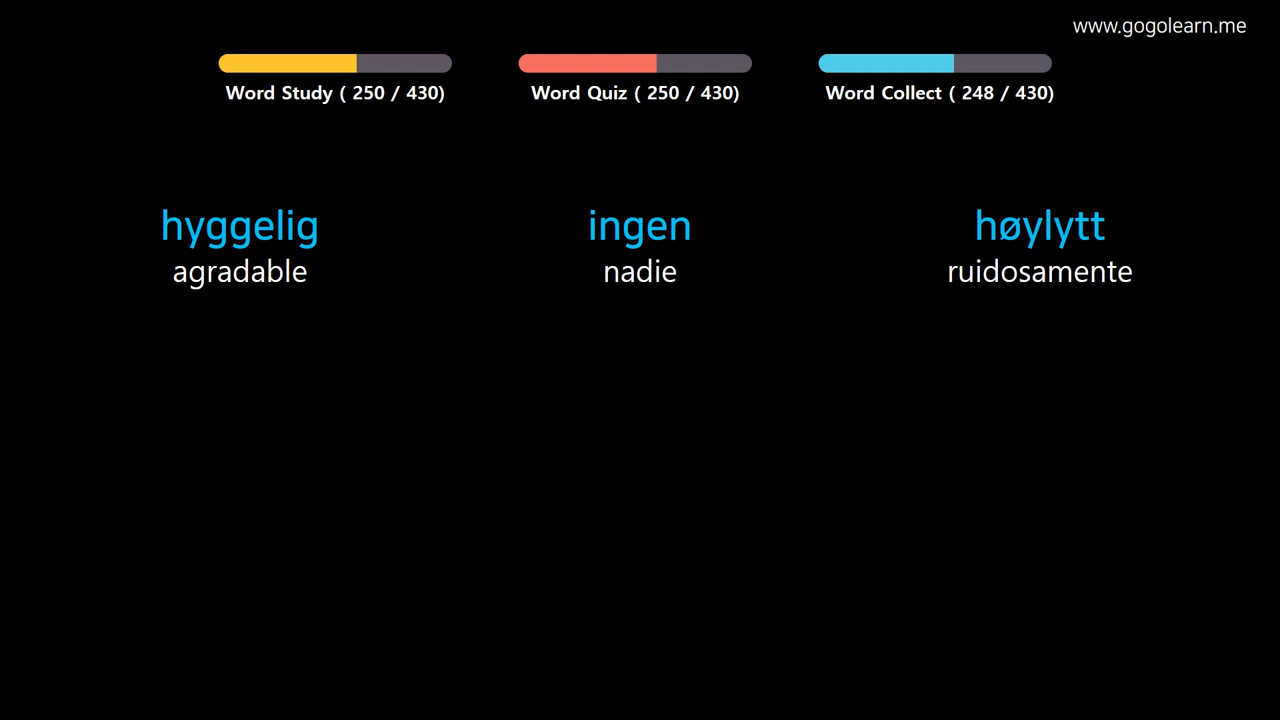 www.gogolearn.me
Word Study ( 250 / 430)
Word Quiz ( 250 / 430)
Word Collect ( 248 / 430)
hyggelig
agradable
ingen
nadie
høylytt
ruidosamente